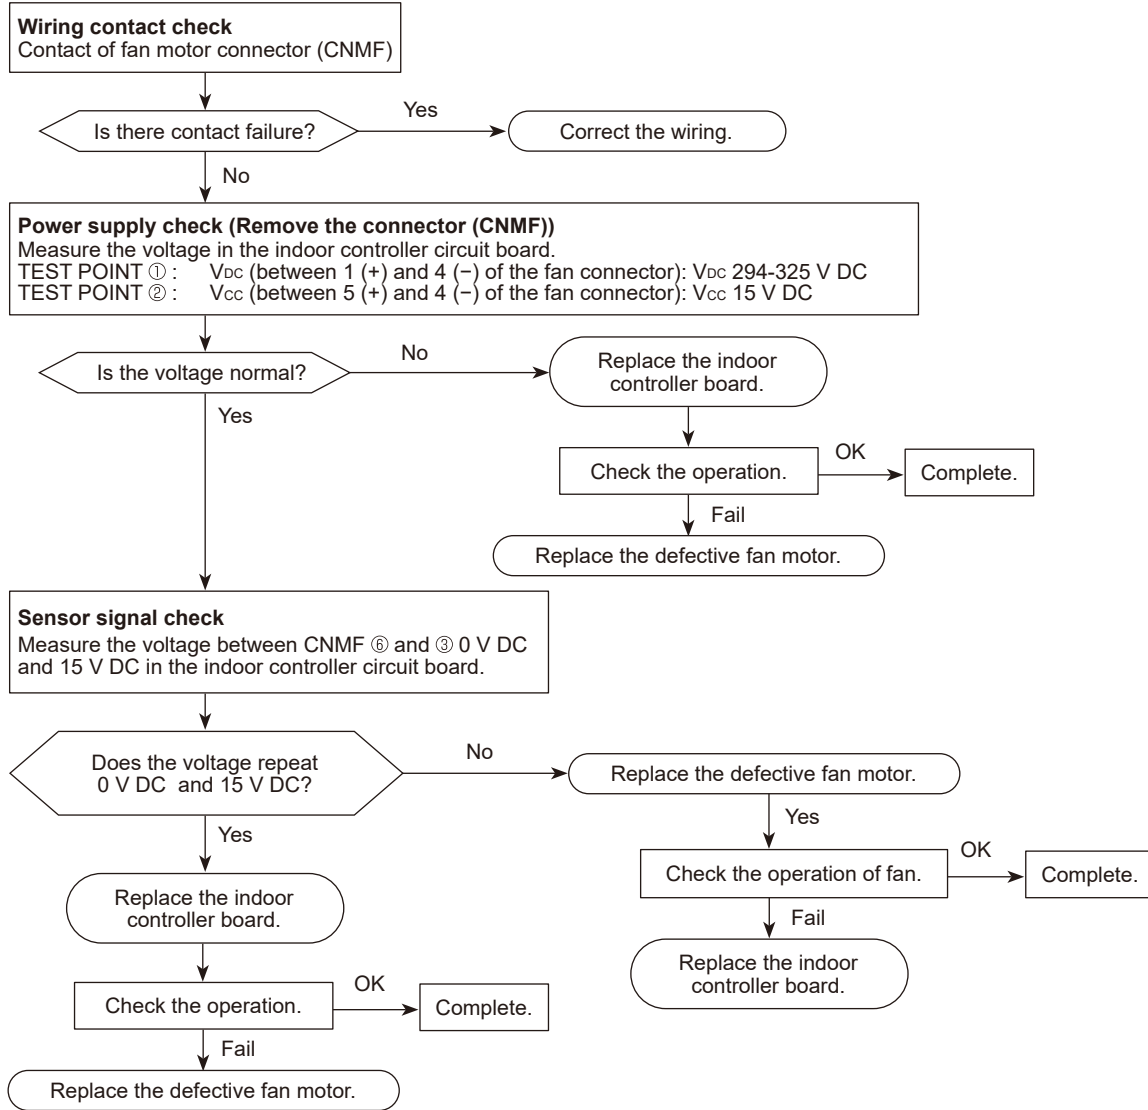 Wiring contact check
Contact of fan motor connector (CNMF)
Is there contact failure?
Yes
Correct the wiring.
No
Power supply check (Remove the connector (CNMF))
Measure the voltage in the indoor controller circuit board.
TEST POINT ① : VDC (between 1 (+) and 4 (−) of the fan connector): VDC 294-325 V DC
TEST POINT ② : VCC (between 5 (+) and 4 (−) of the fan connector): VCC 15 V DC
Is the voltage normal?
No
Replace the indoor
controller board.
Yes
Check the operation.
OK
Complete.
Fail
Replace the defective fan motor.
Sensor signal check
Measure the voltage between CNMF ⑥ and ③ 0 V DC
and 15 V DC in the indoor controller circuit board.
Does the voltage repeat
0 V DC and 15 V DC?
No
Replace the defective fan motor.
Yes
Check the operation of fan.
OK
Complete.
Fail
Replace the indoor
controller board.
Yes
Replace the indoor
controller board.
Check the operation.
OK
Complete.
Fail
Replace the defective fan motor.